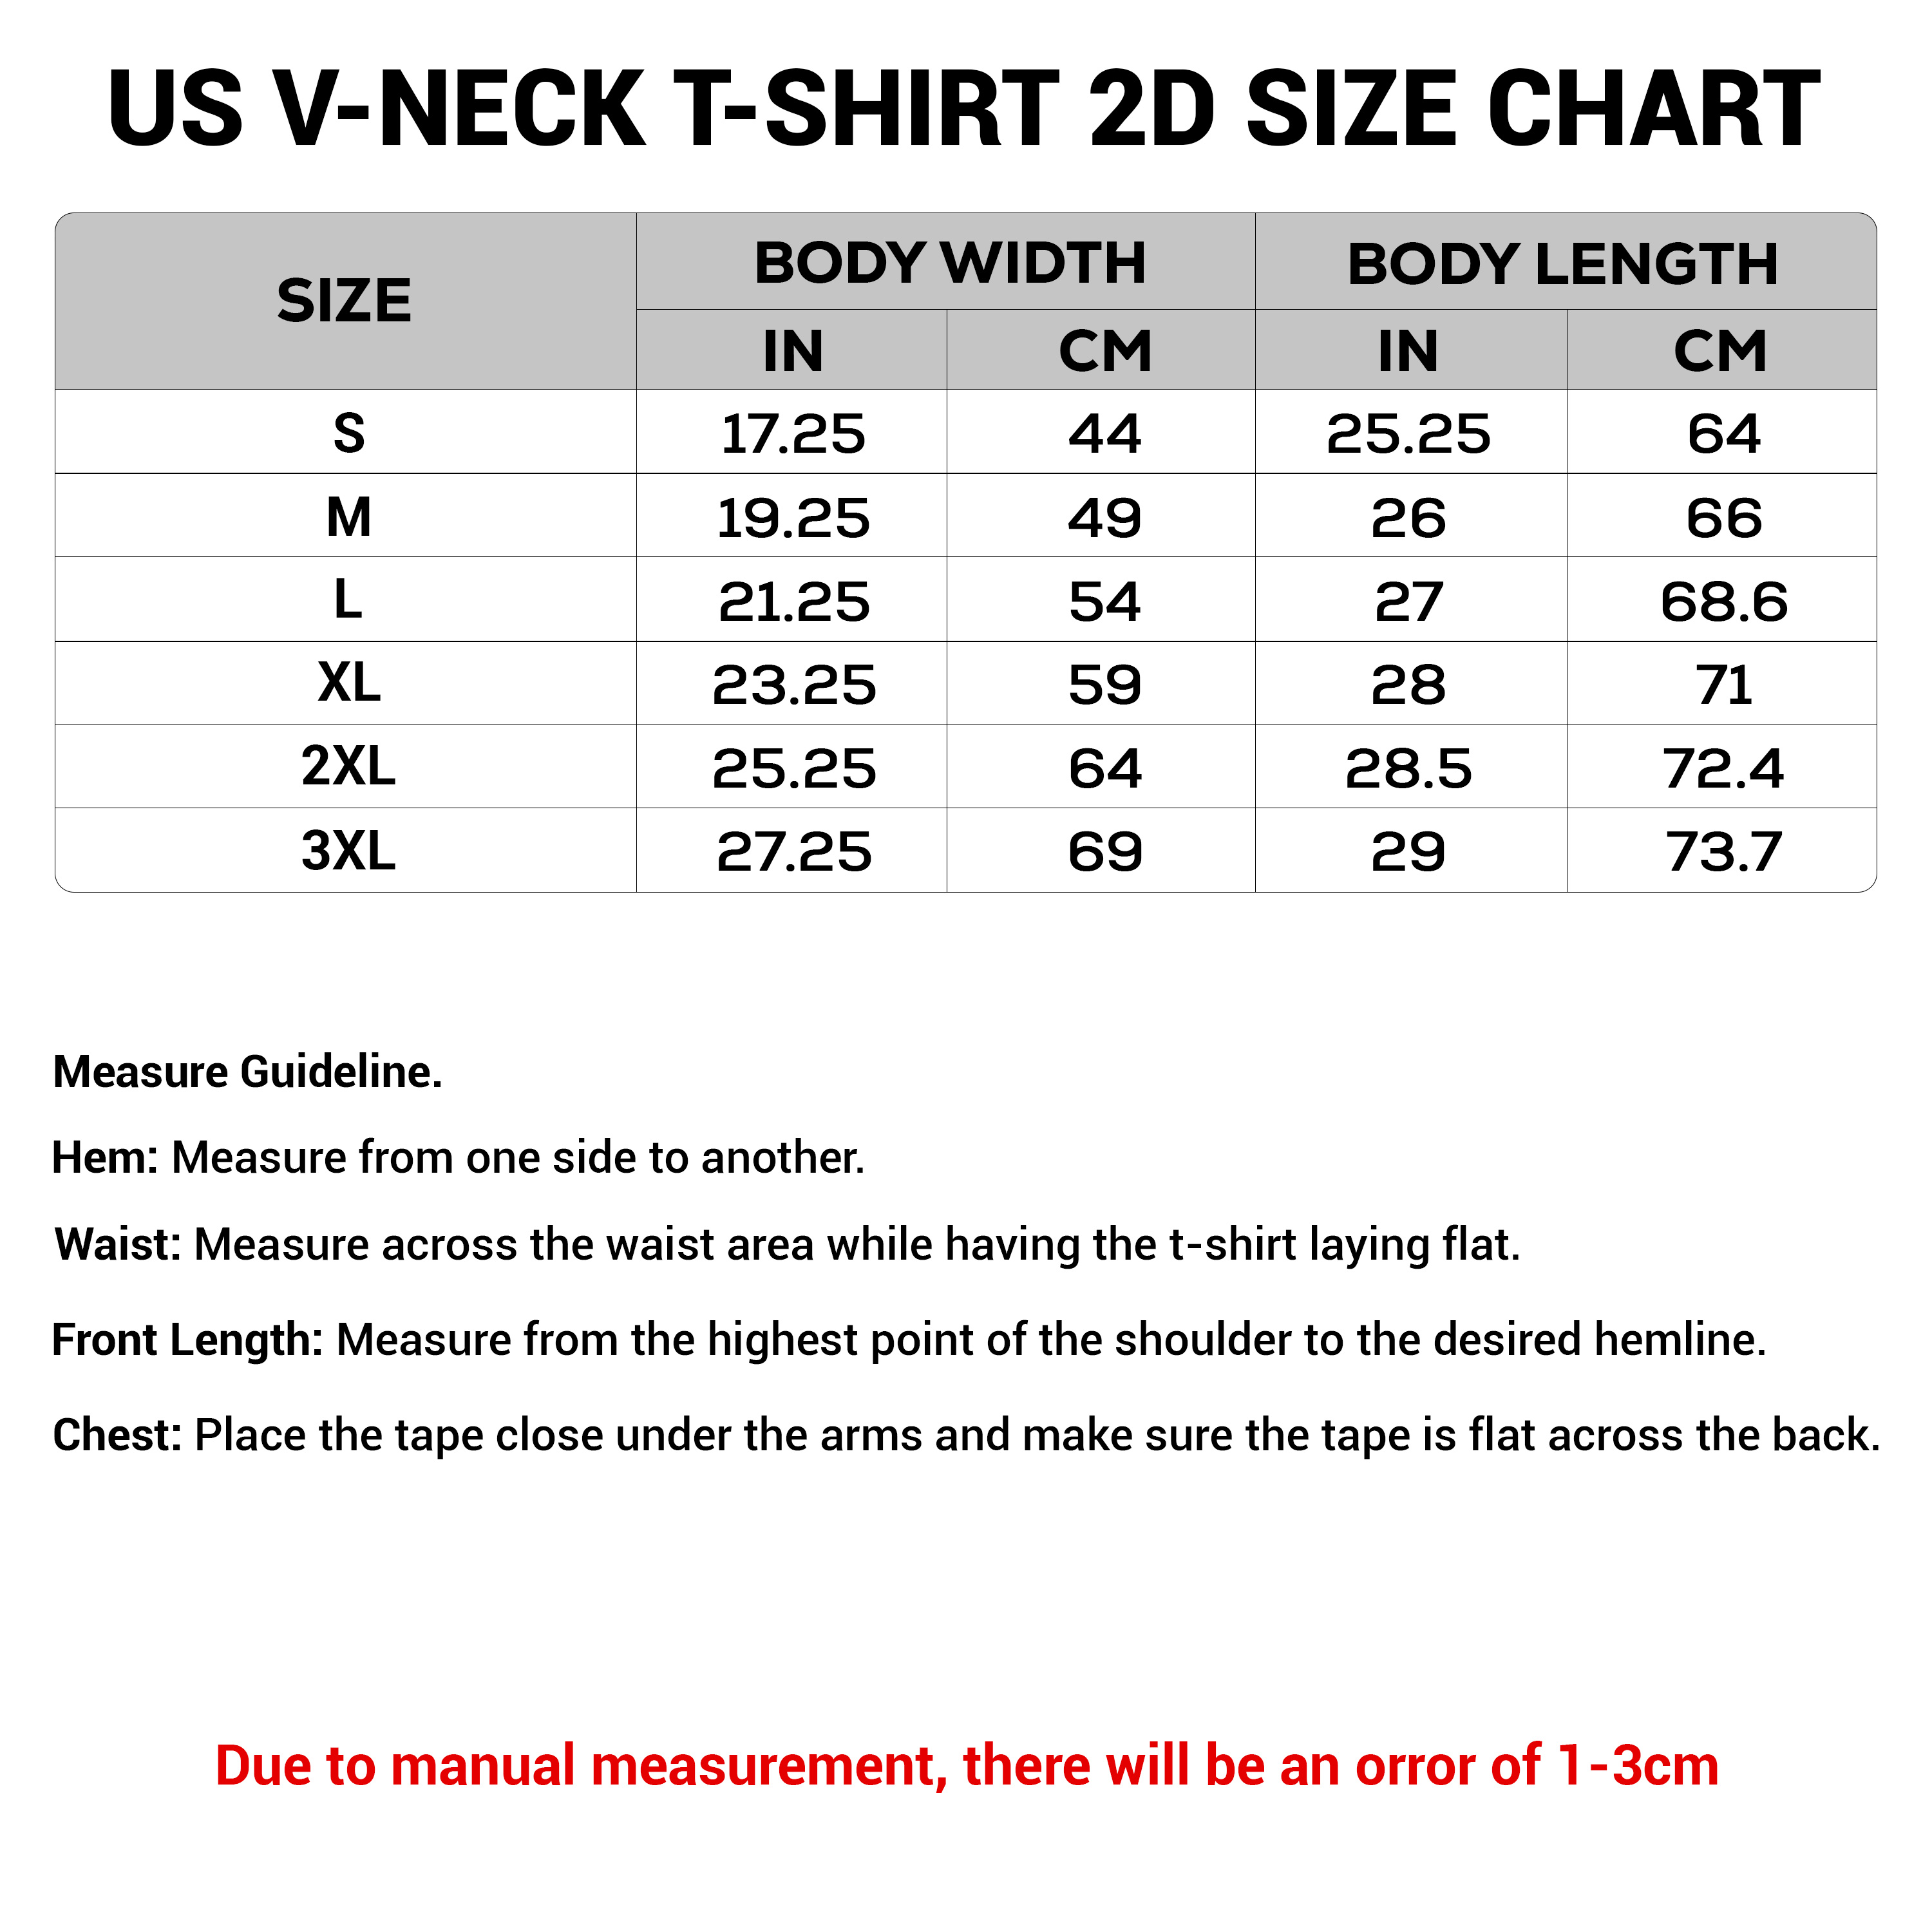 US V-NECK T-SHIRT 2D SIZE CHART
SIZE BODY WIDTH BODY LENGTH
IN CM IN CM
S 17.25 44 25.25 64
M 19.25 49 26 66
L 21.25 54 27 68.6
XL 23.25 59 28 71
2XL 25.25 64 28.5 72.4
3XL 27.25 69 29 73.7
Measure Guideline.
Hem: Measure from one side to another.
Waist: Measure across the waist area while having the t-shirt laying flat.
Front Length: Measure from the highest point of the shoulder to the desired hemline.
Chest: Place the tape close under the arms and make sure the tape is flat across the back.
Due to manual measurement, there will be an orror of 1-3cm